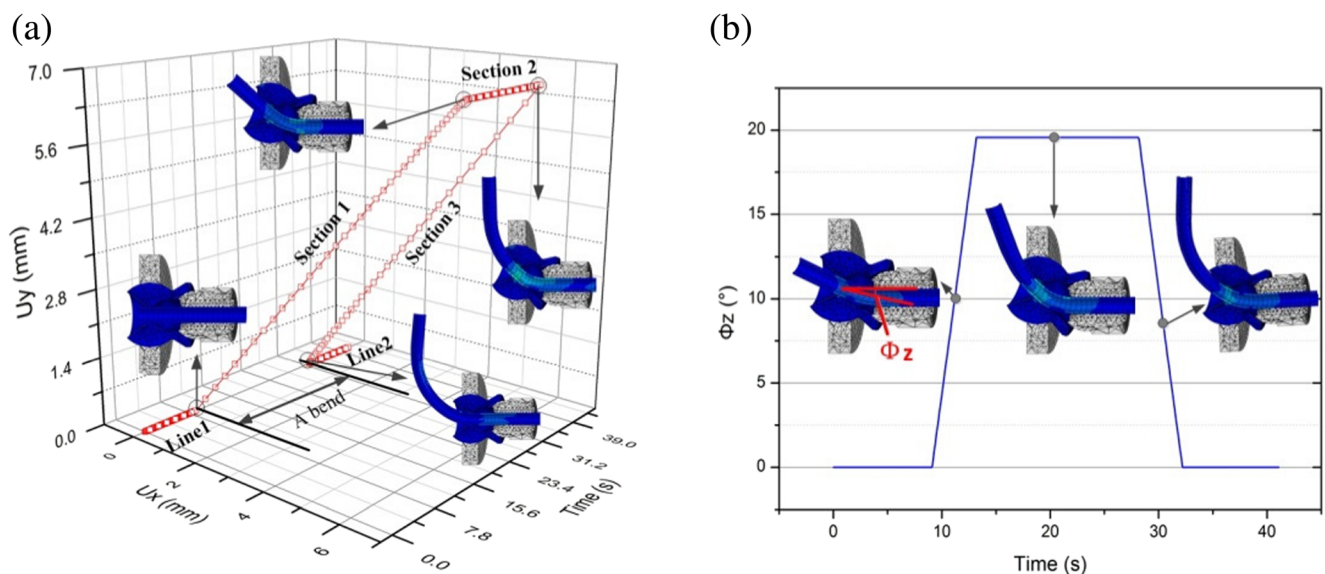 (a)
7.0
5.6
4.2
2.8
1.4
0.0
Uy (mm)
Section 2
Section 1
Section 3
Line1
Line2
A bend
0
2
4
6
Ux (mm)
0.0
7.8
15.6
23.4
31.2
39.0
Time (s)
(b)
20
15
10
5
0
Φz (°)
Φz
0
10
20
30
40
Time (s)